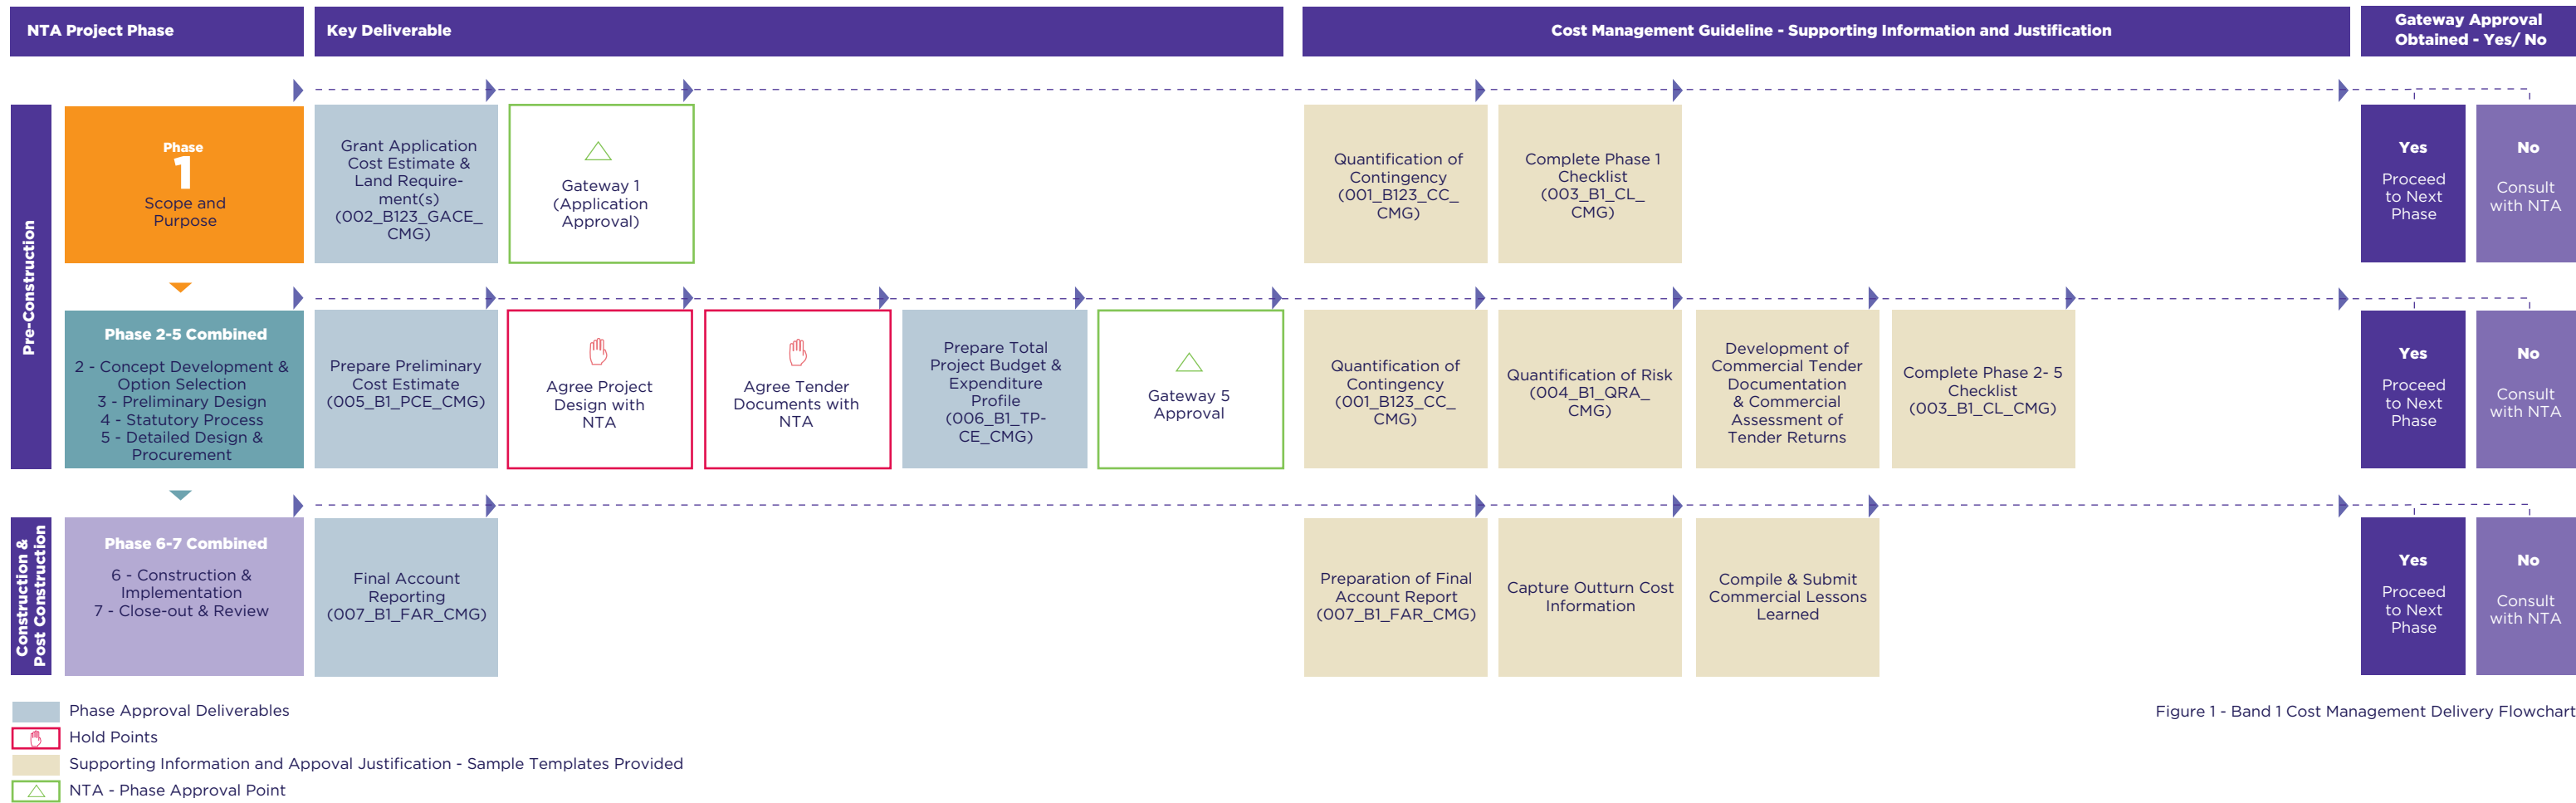 NTA Project Phase
Key Deliverable
Cost Management Guideline - Supporting Information and Justification
Gateway Approval
Obtained - Yes/ No
Pre-Construction
Phase
1
Scope and
Purpose
Grant Application
Cost Estimate &
Land Require-
ment(s)
(002_B123_GACE_
CMG)
Gateway 1
(Application
Approval)
Quantification of
Contingency
(001_B123_CC_
CMG)
Complete Phase 1
Checklist
(003_B1_CL_
CMG)
Yes
Proceed
to Next
Phase
No
Consult
with NTA
Phase 2-5 Combined
2 - Concept Development &
Option Selection
3 - Preliminary Design
4 - Statutory Process
5 - Detailed Design &
Procurement
Prepare Preliminary
Cost Estimate
(005_B1_PCE_CMG)
Agree Project
Design with
NTA
Agree Tender
Documents with
NTA
Prepare Total
Project Budget &
Expenditure
Profile
(006_B1_TP-
CE_CMG)
Gateway 5
Approval
Quantification of
Contingency
(001_B123_CC_
CMG)
Quantification of Risk
(004_B1_QRA_
CMG)
Development of
Commercial Tender
Documentation
& Commercial
Assessment of
Tender Returns
Complete Phase 2- 5
Checklist
(003_B1_CL_CMG)
Yes
Proceed
to Next
Phase
No
Consult
with NTA
Construction &
Post Construction
Phase 6-7 Combined
6 - Construction &
Implementation
7 - Close-out & Review
Final Account
Reporting
(007_B1_FAR_CMG)
Preparation of Final
Account Report
(007_B1_FAR_CMG)
Capture Outturn Cost
Information
Compile & Submit
Commercial Lessons
Learned
Yes
Proceed
to Next
Phase
No
Consult
with NTA
Phase Approval Deliverables
Hold Points
Supporting Information and Appoval Justification - Sample Templates Provided
NTA - Phase Approval Point
Figure 1 - Band 1 Cost Management Delivery Flowchart